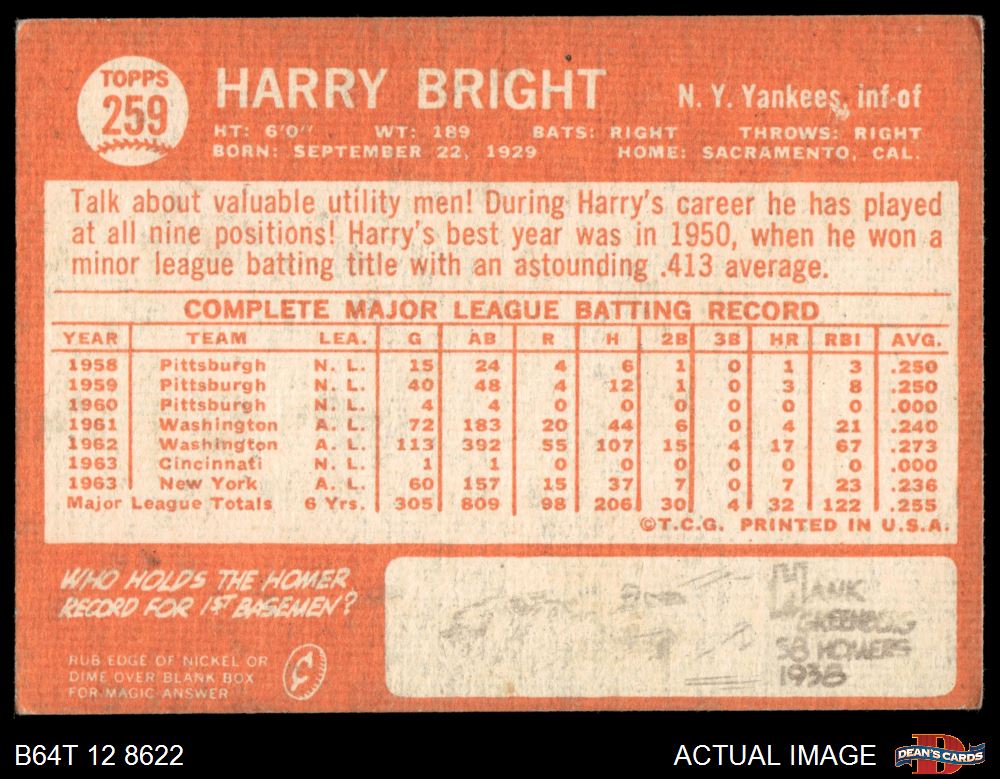 TOPPS
259
HARRY BRIGHT
N. Y. Yankees, inf-of
HT: 6'0" WT: 189 BATS: RIGHT THROWS: RIGHT
BORN: SEPTEMBER 22, 1929 HOME: SACRAMENTO, CAL.
Talk about valuable utility men! During Harry's career he has played
at all nine positions! Harry's best year was in 1950, when he won a
minor league batting title with an astounding .413 average.
COMPLETE MAJOR LEAGUE BATTING RECORD
YEAR TEAM LEA. G AB R H 2B 3B HR RBI AVG.
1958 Pittsburgh N. L. 15 24 4 6 1 0 1 3 .250
1959 Pittsburgh N. L. 40 48 4 12 1 0 3 8 .250
1960 Pittsburgh N. L. 4 4 0 0 0 0 0 0 .000
1961 Washington A. L. 72 183 20 44 6 0 4 21 .240
1962 Washington A. L. 113 392 55 107 15 4 17 67 .273
1963 Cincinnati N. L. 1 1 0 0 0 0 0 0 .000
1963 New York A. L. 60 157 15 37 7 0 7 23 .236
Major League Totals 6 Yrs. 305 809 98 206 30 4 32 122 .255
©T.C.G. PRINTED IN U.S.A.
WHO HOLDS THE HOMER
RECORD FOR 1ST BASEMEN?
RUB EDGE OF NICKEL OR
DIME OVER BLANK BOX
FOR MAGIC ANSWER
HANK
GREENBERG
58 HOMERS
1938
B64T 12 8622
ACTUAL IMAGE
DEAN'S CARDS